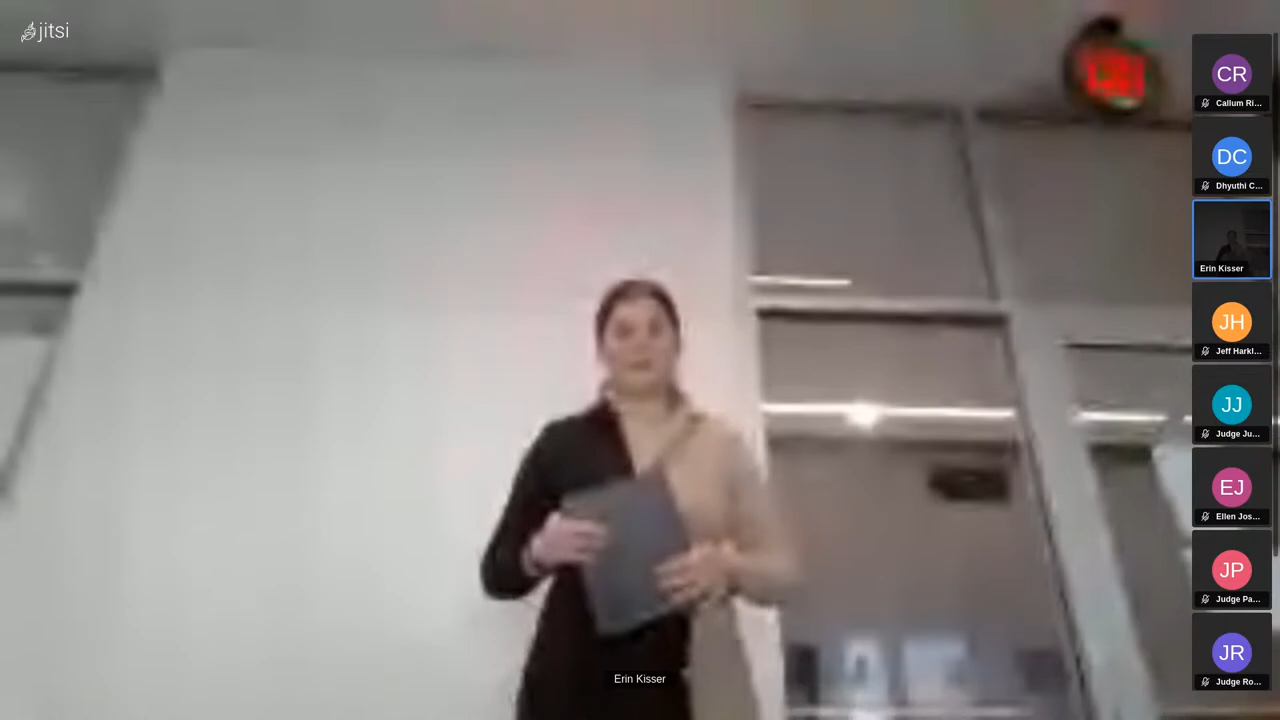 jitsi
CR
Callum Ri...
DC
Dhyuthi C...
Erin Kisser
JH
Jeff Harkl...
JJ
Judge Ju...
EJ
Ellen Jos...
JP
Judge Pa...
JR
Judge Ro...
Erin Kisser